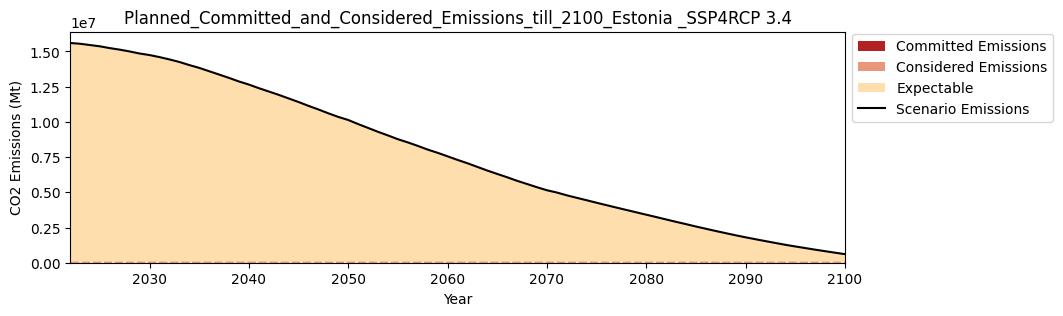 Planned_Committed_and_Considered_Emissions_till_2100_Estonia _SSP4RCP 3.4
1e7
CO2 Emissions (Mt)
1.50
1.25
1.00
0.75
0.50
0.25
0.00
2030 2040 2050 2060 2070 2080 2090 2100
Year
Committed Emissions
Considered Emissions
Expectable
Scenario Emissions